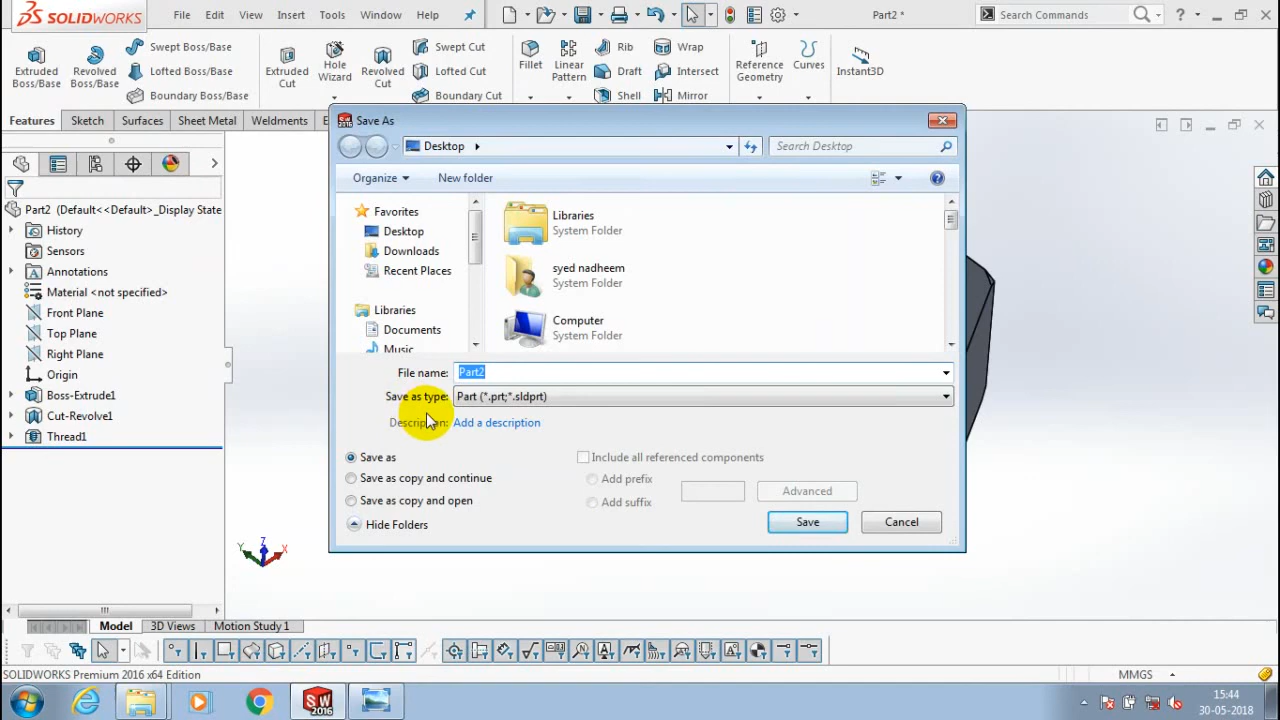 SOLIDWORKS
File Edit View Insert Tools Window Help
Part2 *
Search Commands
Extruded Boss/Base
Revolved Boss/Base
Swept Boss/Base
Lofted Boss/Base
Boundary Boss/Base
Extruded Cut
Hole Wizard
Revolved Cut
Swept Cut
Lofted Cut
Boundary Cut
Fillet
Linear Pattern
Rib
Draft
Shell
Wrap
Intersect
Mirror
Reference Geometry
Curves
Instant3D
Features Sketch Surfaces Sheet Metal Weldments E
Part2 (Default<<Default>_Display State
History
Sensors
Annotations
Material <not specified>
Front Plane
Top Plane
Right Plane
Origin
Boss-Extrude1
Cut-Revolve1
Thread1
SW 2016
Save As
Desktop
Search Desktop
Organize
New folder
Favorites
Desktop
Downloads
Recent Places
Libraries
Documents
Music
Libraries
System Folder
syed nadheem
System Folder
Computer
System Folder
File name: Part2
Save as type: Part (*.prt;*.sldprt)
Description: Add a description
Save as
Save as copy and continue
Save as copy and open
Include all referenced components
Add prefix
Add suffix
Advanced
Hide Folders
Save
Cancel
Y Z X
Model 3D Views Motion Study 1
SOLIDWORKS Premium 2016 x64 Edition
MMGS
SW 2016
15:44
30-05-2018